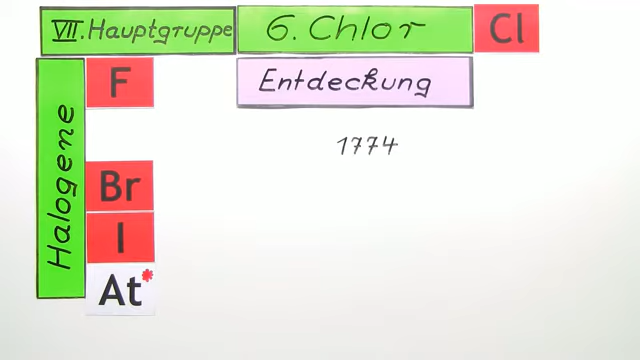 VII. Hauptgruppe
6. Chlor
Cl
Halogene
F
Br
I
At*
Entdeckung
1774